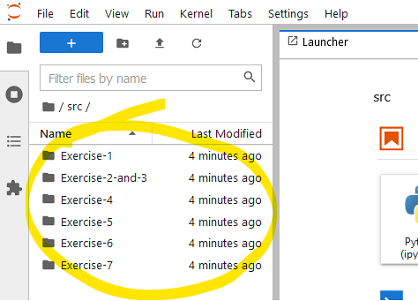 File Edit View Run Kernel Tabs Settings Help
+
Launcher
Filter files by name
/ src /
src
Name Last Modified
Exercise-1 4 minutes ago
Exercise-2-and-3 4 minutes ago
Exercise-4 4 minutes ago
Exercise-5 4 minutes ago
Exercise-6 4 minutes ago
Exercise-7 4 minutes ago
Pyt
(ipy